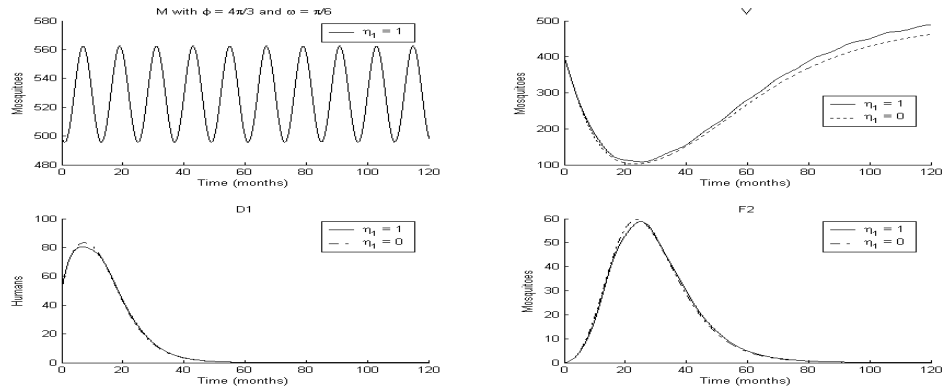 M with ϕ = 4π/3 and ω = π/6
580
560
540
520
500
480
Mosquitoes
η1 = 1
0 20 40 60 80 100 120
Time (months)
V
500
400
300
200
100
Mosquitoes
η1 = 1
η1 = 0
0 20 40 60 80 100 120
Time (months)
D1
100
80
60
40
20
0
Humans
η1 = 1
η1 = 0
0 20 40 60 80 100 120
Time (months)
F2
60
50
40
30
20
10
0
Mosquitoes
η1 = 1
η1 = 0
0 20 40 60 80 100 120
Time (months)